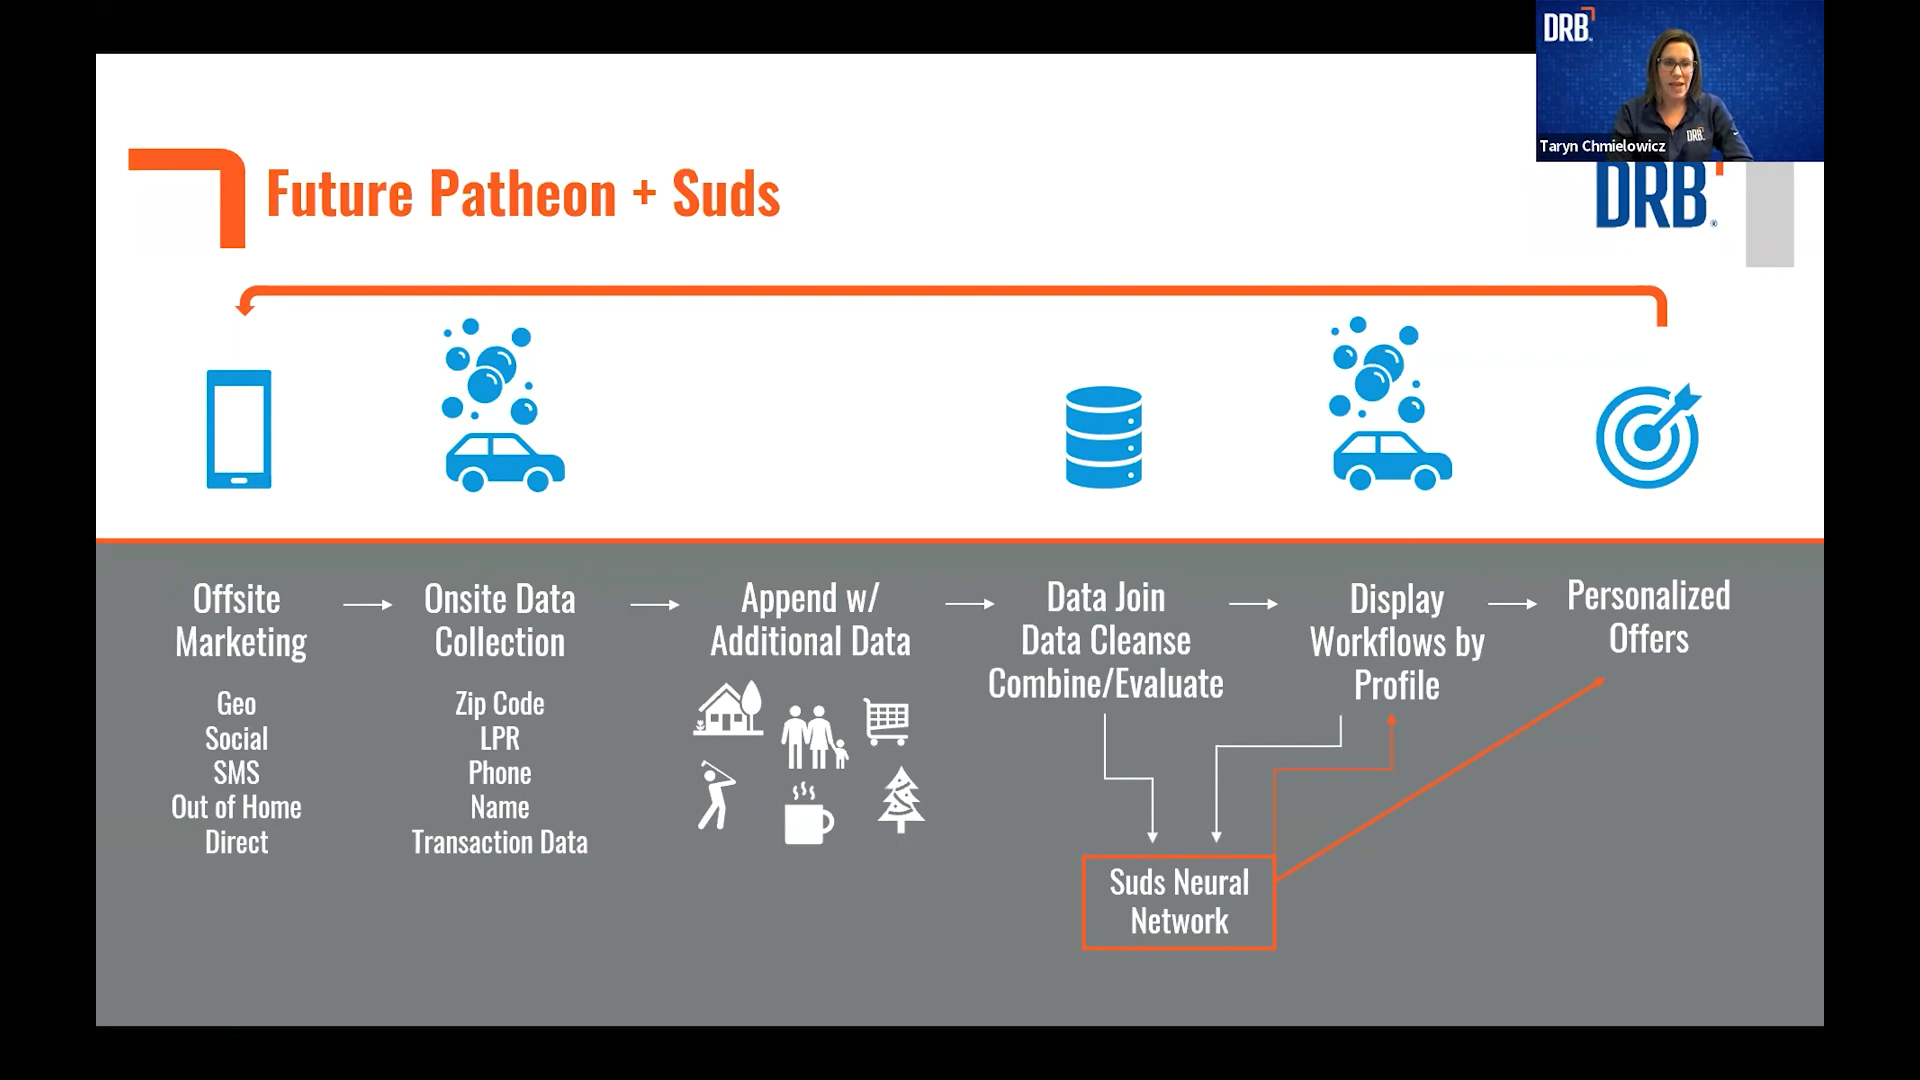 DRB
DRB
Taryn Chmielowicz
Future Patheon + Suds
DRB®
Offsite
Marketing
Geo
Social
SMS
Out of Home
Direct
Onsite Data
Collection
Zip Code
LPR
Phone
Name
Transaction Data
Append w/
Additional Data
Data Join
Data Cleanse
Combine/Evaluate
Display
Workflows by
Profile
Personalized
Offers
Suds Neural
Network